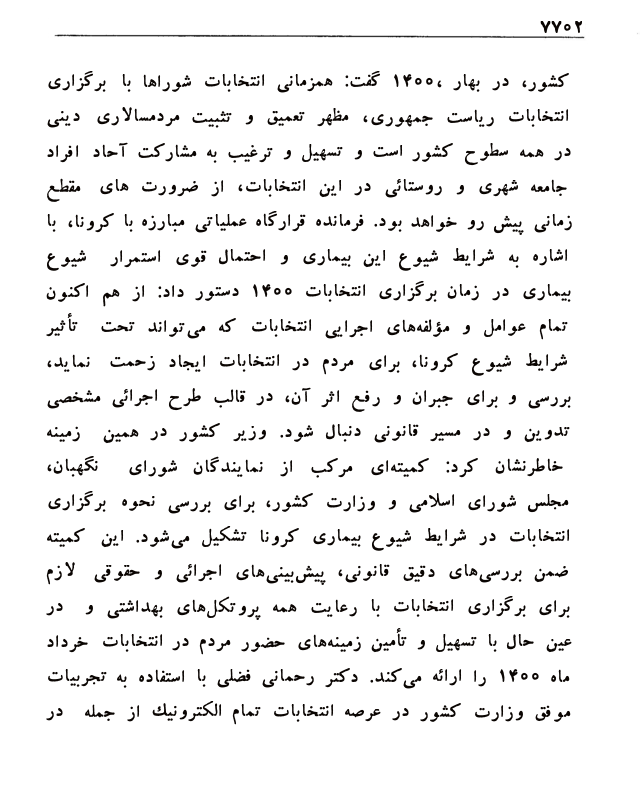 ۷۷۰۲
کشور، در بهار ،۱۴۰۰ گفت: همزمانی انتخابات شوراها با برگزاری
انتخابات ریاست جمهوری، مظهر تعمیق و تثبیت مردمسالاری دینی
در همه سطوح کشور است و تسهیل و ترغیب به مشارکت آحاد افراد
جامعه شهری و روستائی در این انتخابات، از ضرورت های مقطع
زمانی پیش رو خواهد بود. فرمانده قرارگاه عملیاتی مبارزه با کرونا، با
اشاره به شرایط شیوع این بیماری و احتمال قوی استمرار شیوع
بیماری در زمان برگزاری انتخابات ۱۴۰۰ دستور داد: از هم اکنون
تمام عوامل و مؤلفه‌های اجرایی انتخابات که می‌تواند تحت تأثیر
شرایط شیوع کرونا، برای مردم در انتخابات ایجاد زحمت نماید،
بررسی و برای جبران و رفع اثر آن، در قالب طرح اجرائی مشخصی
تدوین و در مسیر قانونی دنبال شود. وزیر کشور در همین زمینه
خاطرنشان کرد: کمیته‌ای مرکب از نمایندگان شورای نگهبان،
مجلس شورای اسلامی و وزارت کشور، برای بررسی نحوه برگزاری
انتخابات در شرایط شیوع بیماری کرونا تشکیل می‌شود. این کمیته
ضمن بررسی‌های دقیق قانونی، پیش‌بینی‌های اجرائی و حقوقی لازم
برای برگزاری انتخابات با رعایت همه پروتکل‌های بهداشتی و در
عین حال با تسهیل و تأمین زمینه‌های حضور مردم در انتخابات خرداد
ماه ۱۴۰۰ را ارائه می‌کند. دکتر رحمانی فضلی با استفاده به تجربیات
موفق وزارت کشور در عرصه انتخابات تمام الکترونیك از جمله در